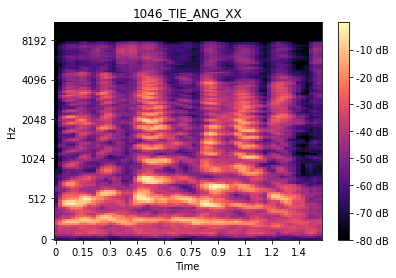 1046_TIE_ANG_XX
Hz
8192
4096
2048
1024
512
0
0 0.15 0.3 0.45 0.6 0.75 0.9 1.1 1.2 1.4
Time
-10 dB
-20 dB
-30 dB
-40 dB
-50 dB
-60 dB
-70 dB
-80 dB